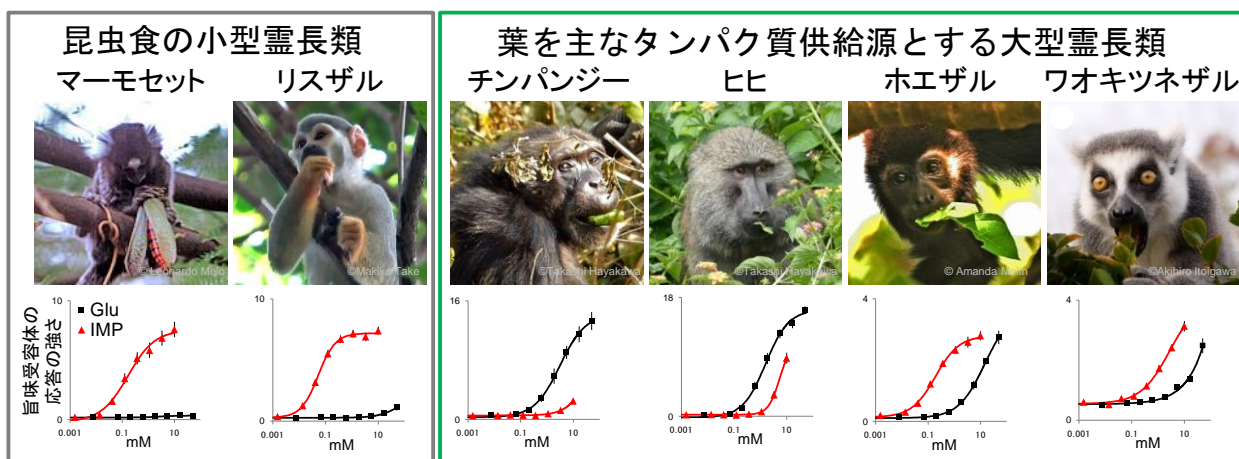 昆虫食の小型霊長類
マーモセット
リスザル
葉を主なタンパク質供給源とする大型霊長類
チンパンジー
ヒヒ
ホエザル
ワオキツネザル
© Leonardo Melo
©Makiko Take
©Takashi Hayakawa
©Takashi Hayakawa
© Amanda Melin
©Akihiro Itoigawa
旨味受容体の
応答の強さ
10
0
Glu
IMP
0.001 0.1 10
mM
10
0
0.001 0.1 10
mM
16
8
0
0.001 0.1 10
mM
18
0
0.001 0.1 10
mM
4
2
0
0.001 0.1 10
mM
4
2
0
0.001 0.1 10
mM